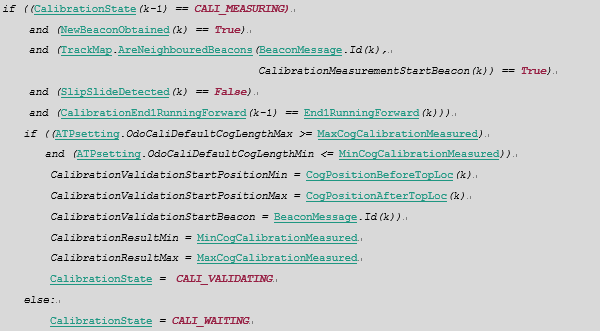 if ((CalibrationState(k-1) == CALI_MEASURING)
and (NewBeaconObtained(k) == True)
and (TrackMap.AreNeighbouredBeacons(BeaconMessage.Id(k),
CalibrationMeasurementStartBeacon(k)) == True)
and (SlipSlideDetected(k) == False)
and (CalibrationEnd1RunningForward(k-1) == End1RunningForward(k)))
if ((ATPsetting.OdoCaliDefaultCogLengthMax >= MaxCogCalibrationMeasured)
and (ATPsetting.OdoCaliDefaultCogLengthMin <= MinCogCalibrationMeasured))
CalibrationValidationStartPositionMin = CogPositionBeforeTopLoc(k)
CalibrationValidationStartPositionMax = CogPositionAfterTopLoc(k)
CalibrationValidationStartBeacon = BeaconMessage.Id(k))
CalibrationResultMin = MinCogCalibrationMeasured
CalibrationResultMax = MaxCogCalibrationMeasured
CalibrationState = CALI_VALIDATING
else:
CalibrationState = CALI_WAITING